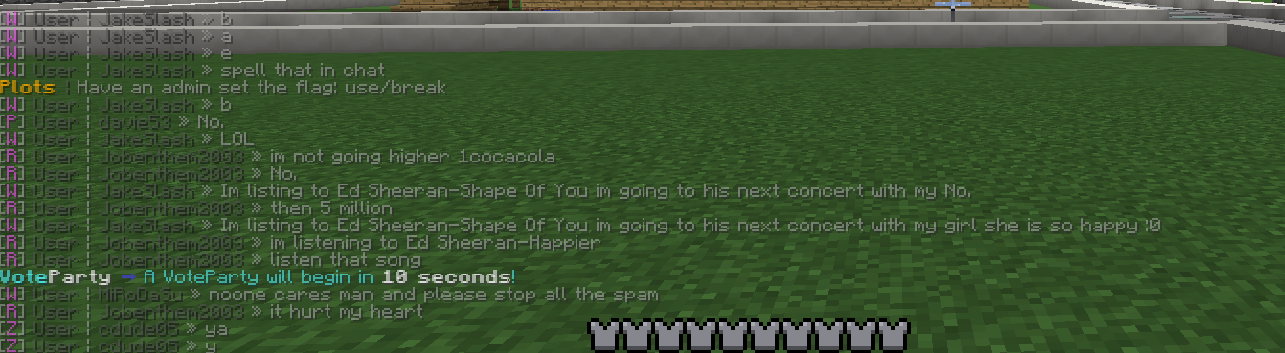 [W] User | JakeSlash » b
[W] User | JakeSlash » a
[W] User | JakeSlash » e
[W] User | JakeSlash » spell that in chat
Plots | Have an admin set the flag: use/break
[W] User | JakeSlash » b
[P] User | davie53 » No.
[W] User | JakeSlash » LOL
[R] User | Jobenthem2003 » im not going higher 1cocacola
[R] User | Jobenthem2003 » No.
[W] User | JakeSlash » Im listing to Ed Sheeran-Shape Of You im going to his next concert with my No.
[R] User | Jobenthem2003 » then 5 million
[W] User | JakeSlash » Im listing to Ed Sheeran-Shape Of You im going to his next concert with my girl she is so happy :0
[R] User | Jobenthem2003 » im listening to Ed Sheeran-Happier
[R] User | Jobenthem2003 » listen that song
VoteParty → A VoteParty will begin in 10 seconds!
[W] User | MiRoDaSu » noone cares man and please stop all the spam
[R] User | Jobenthem2003 » it hurt my heart
[Z] User | cdude05 » ya
[Z] User | cdude05 » y